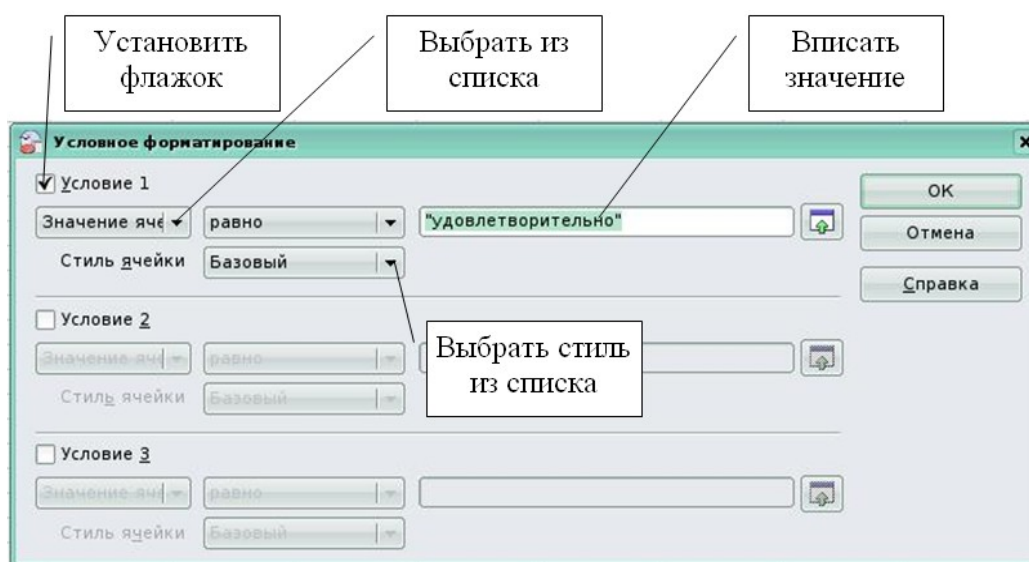 Установить
флажок
Выбрать из
списка
Вписать
значение
Условное форматирование
Условие 1
Значение яче
равно
"удовлетворительно"
Стиль ячейки
Базовый
ОК
Отмена
Справка
Условие 2
Значение яче
равно
Выбрать стиль
из списка
Стиль ячейки
Базовый
Условие 3
Значение яче
равно
Стиль ячейки
Базовый